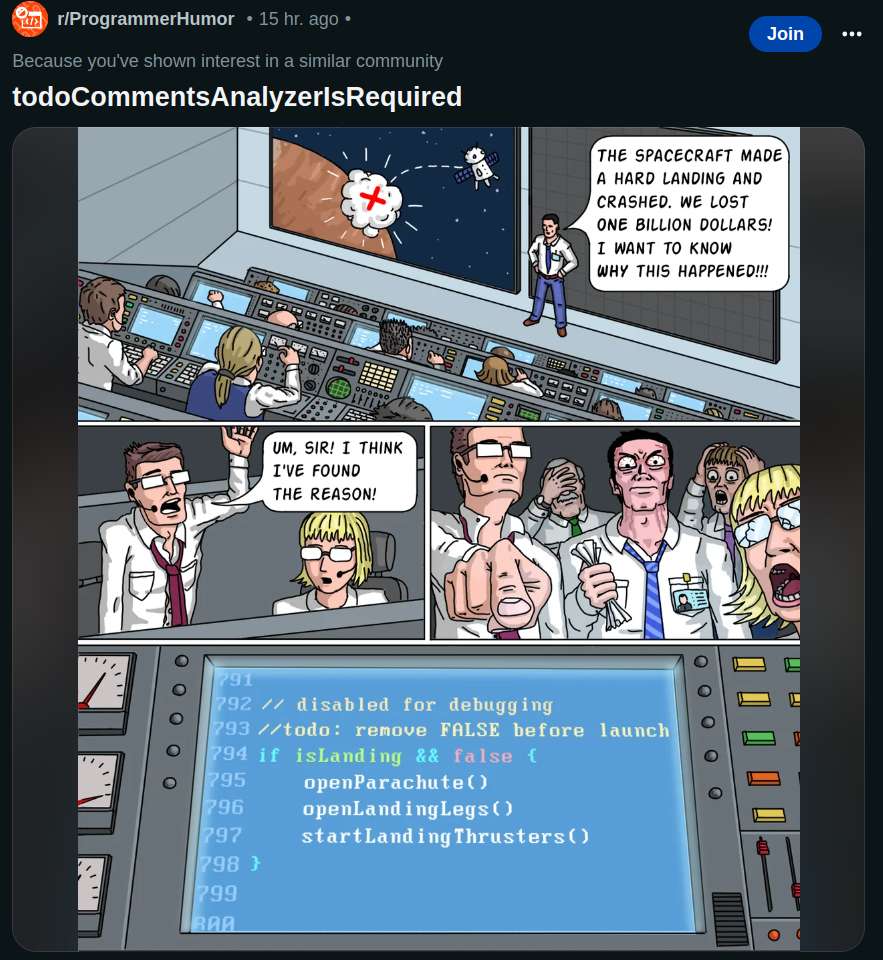 r/ProgrammerHumor • 15 hr. ago •
Join
Because you've shown interest in a similar community
todoCommentsAnalyzerIsRequired
THE SPACECRAFT MADE
A HARD LANDING AND
CRASHED. WE LOST
ONE BILLION DOLLARS!
I WANT TO KNOW
WHY THIS HAPPENED!!!
UM, SIR! I THINK
I'VE FOUND
THE REASON!
791
792 // disabled for debugging
793 //todo: remove FALSE before launch
794 if isLanding && false {
795 openParachute()
796 openLandingLegs()
797 startLandingThrusters()
798 }
799
800